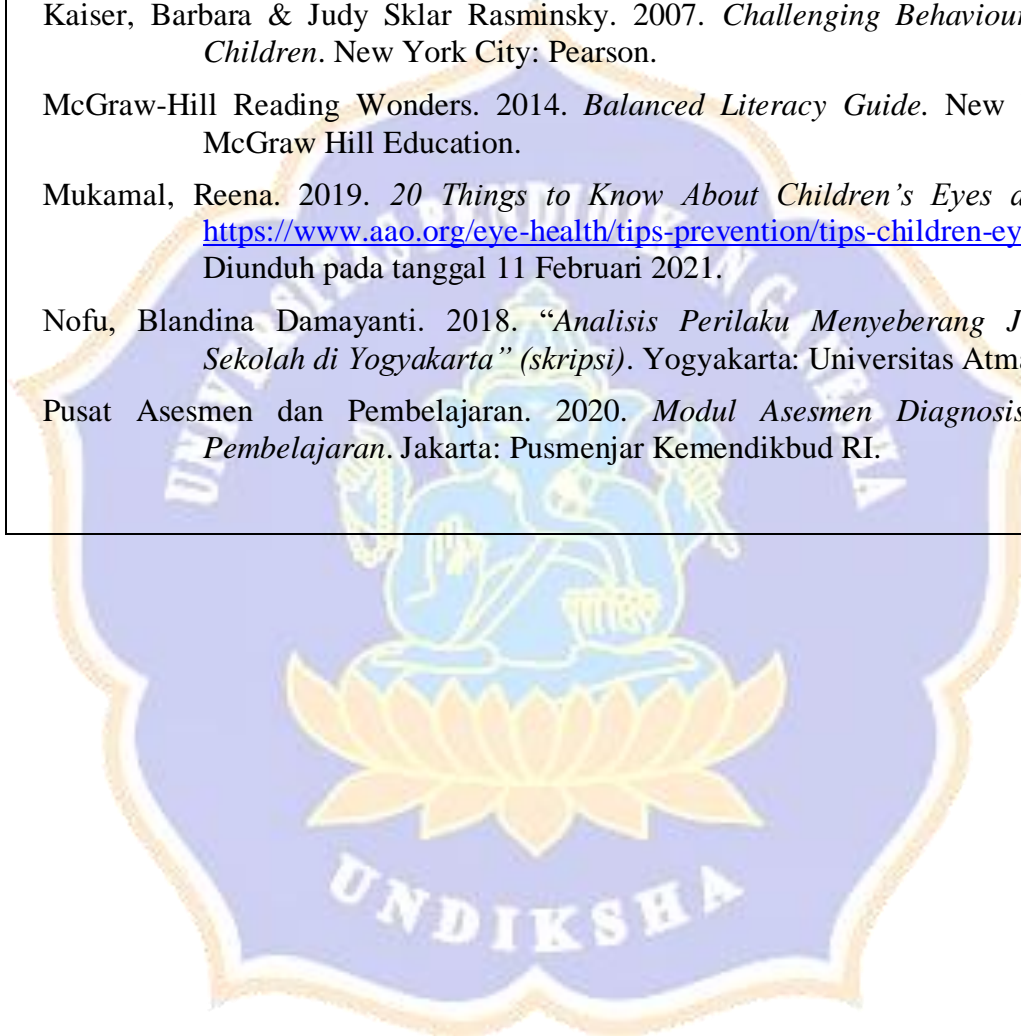 Kaiser, Barbara & Judy Sklar Rasminsky. 2007. Challenging Behaviour
Children. New York City: Pearson.
McGraw-Hill Reading Wonders. 2014. Balanced Literacy Guide. New
McGraw Hill Education.
Mukamal, Reena. 2019. 20 Things to Know About Children's Eyes
https://www.aao.org/eye-health/tips-prevention/tips-children-ey
Diunduh pada tanggal 11 Februari 2021.
Nofu, Blandina Damayanti. 2018. “Analisis Perilaku Menyeberang
Sekolah di Yogyakarta” (skripsi). Yogyakarta: Universitas Atma
Pusat Asesmen dan Pembelajaran. 2020. Modul Asesmen Diagnosis
Pembelajaran. Jakarta: Pusmenjar Kemendikbud RI.
UNIVERSITAS PENDIDIKAN GANESHA
UNDIKSHA